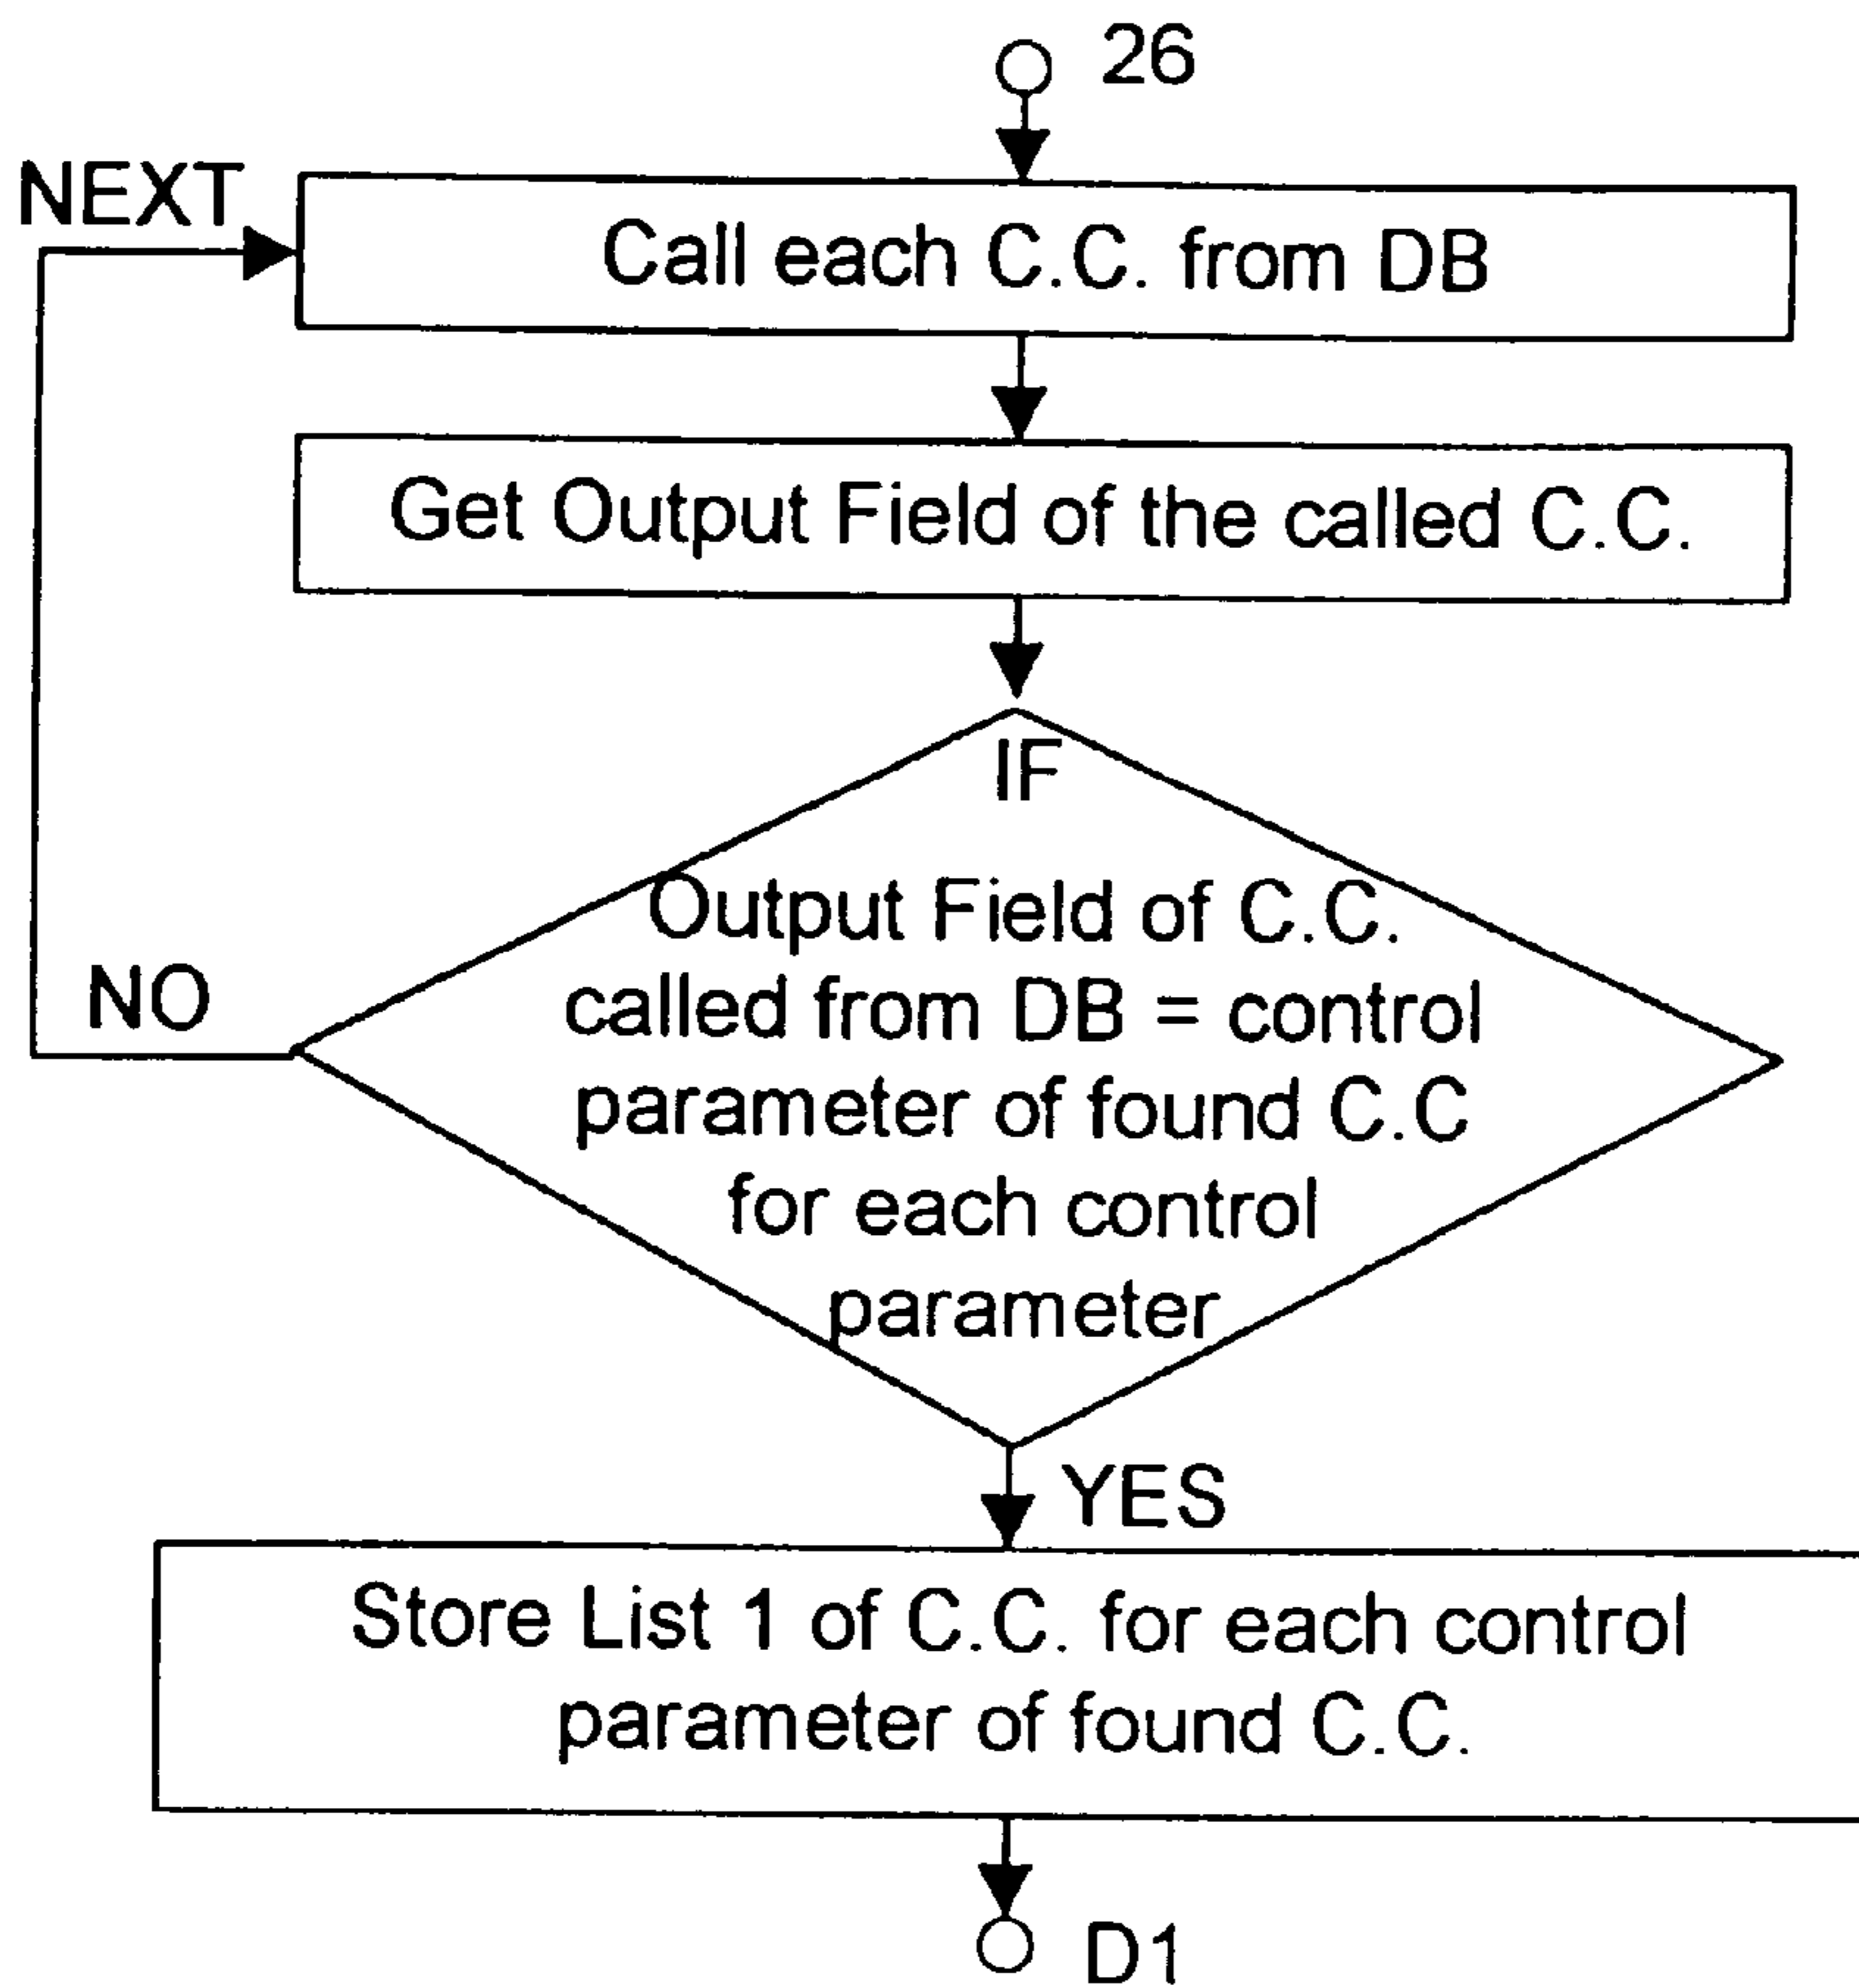 26
NEXT
Call each C.C. from DB
Get Output Field of the called C.C.
IF
Output Field of C.C.
called from DB = control
parameter of found C.C
for each control
parameter
NO
YES
Store List 1 of C.C. for each control
parameter of found C.C.
D1